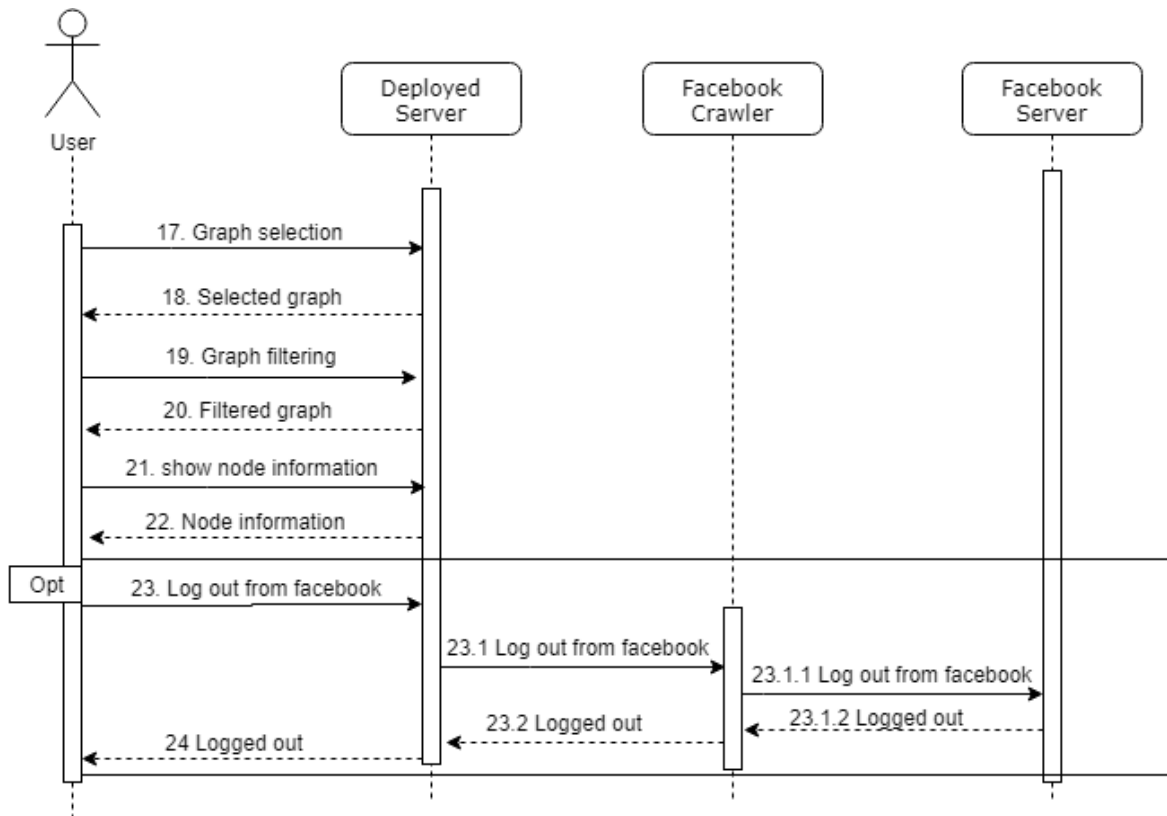 User
Deployed
Server
Facebook
Crawler
Facebook
Server
17. Graph selection
18. Selected graph
19. Graph filtering
20. Filtered graph
21. show node information
22. Node information
Opt
23. Log out from facebook
23.1 Log out from facebook
23.1.1 Log out from facebook
23.1.2 Logged out
23.2 Logged out
24 Logged out